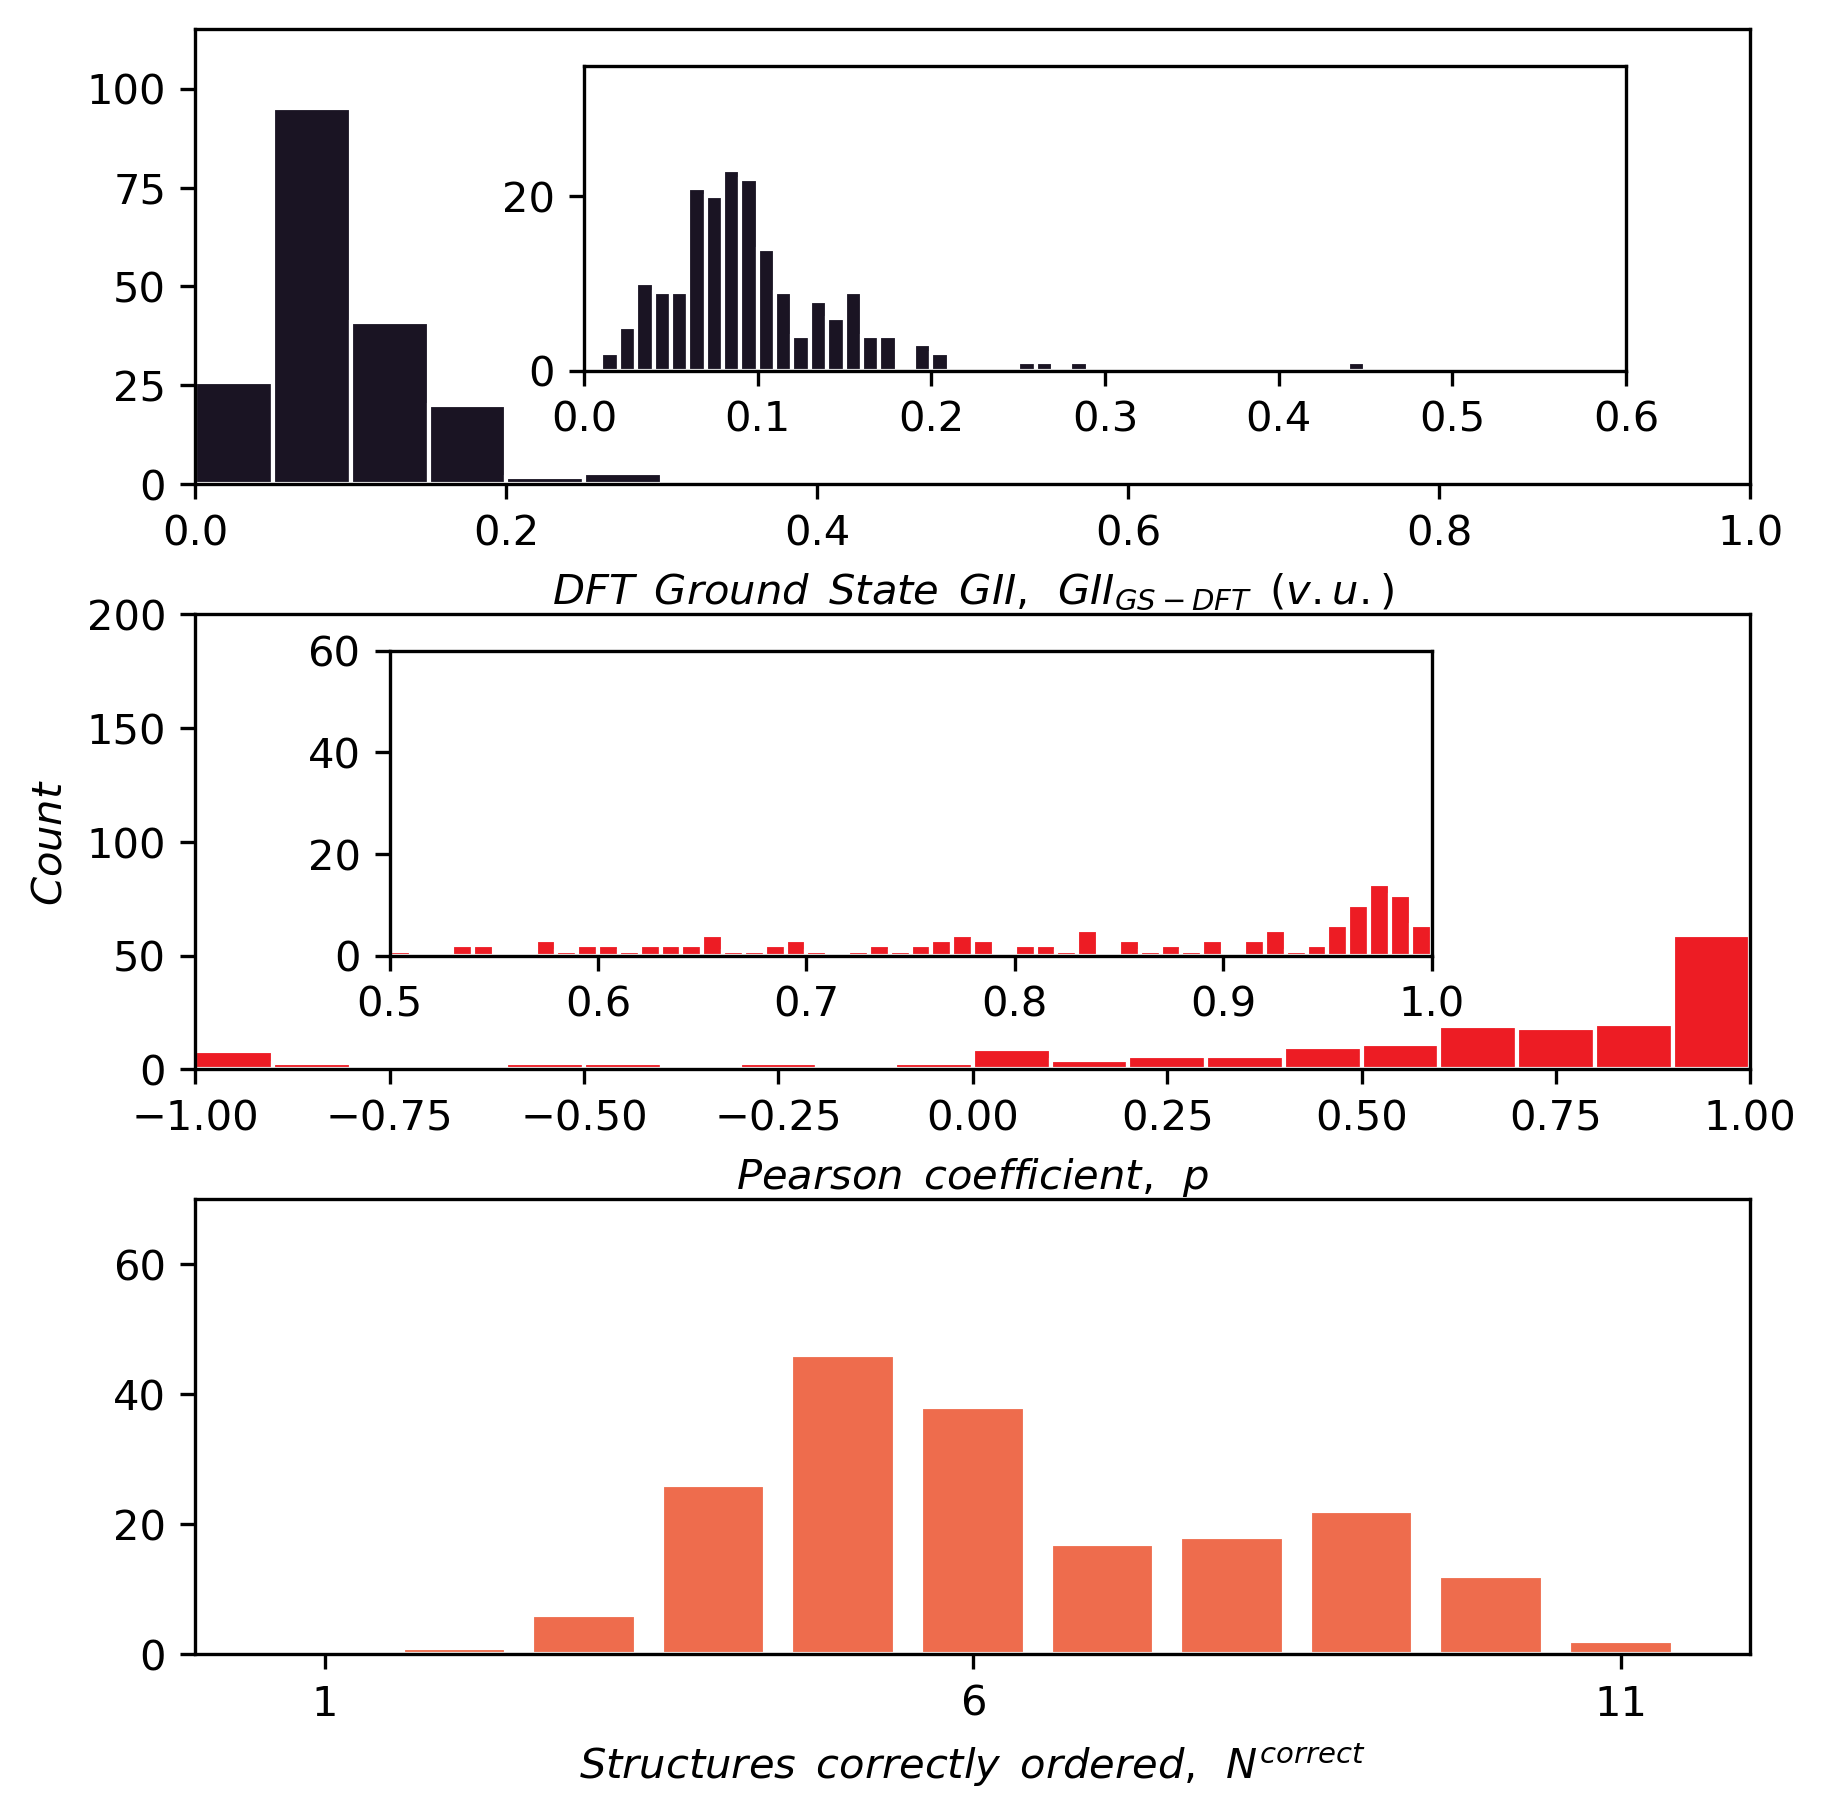 100
75
50
25
0
20
0
0.0 0.1 0.2 0.3 0.4 0.5 0.6
0.0 0.2 0.4 0.6 0.8 1.0
DFT Ground State GII, GII_{GS-DFT} (v.u.)
200
150
100
50
0
60
40
20
0
0.5 0.6 0.7 0.8 0.9 1.0
Count
−1.00 −0.75 −0.50 −0.25 0.00 0.25 0.50 0.75 1.00
Pearson coefficient, p
60
40
20
0
1 6 11
Structures correctly ordered, N^{correct}